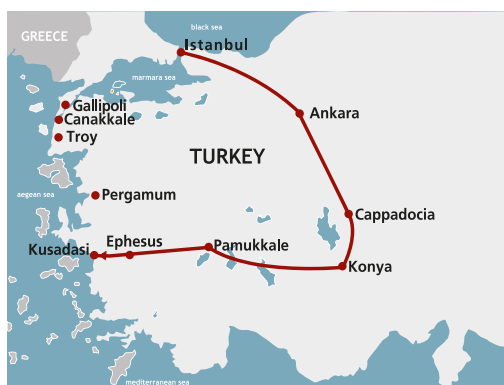 black sea
GREECE
Istanbul
marmara sea
Gallipoli
Canakkale
Ankara
Troy
TURKEY
aegean sea
Pergamum
Cappadocia
Kusadasi
Ephesus
Pamukkale
Konya
mediterranean sea